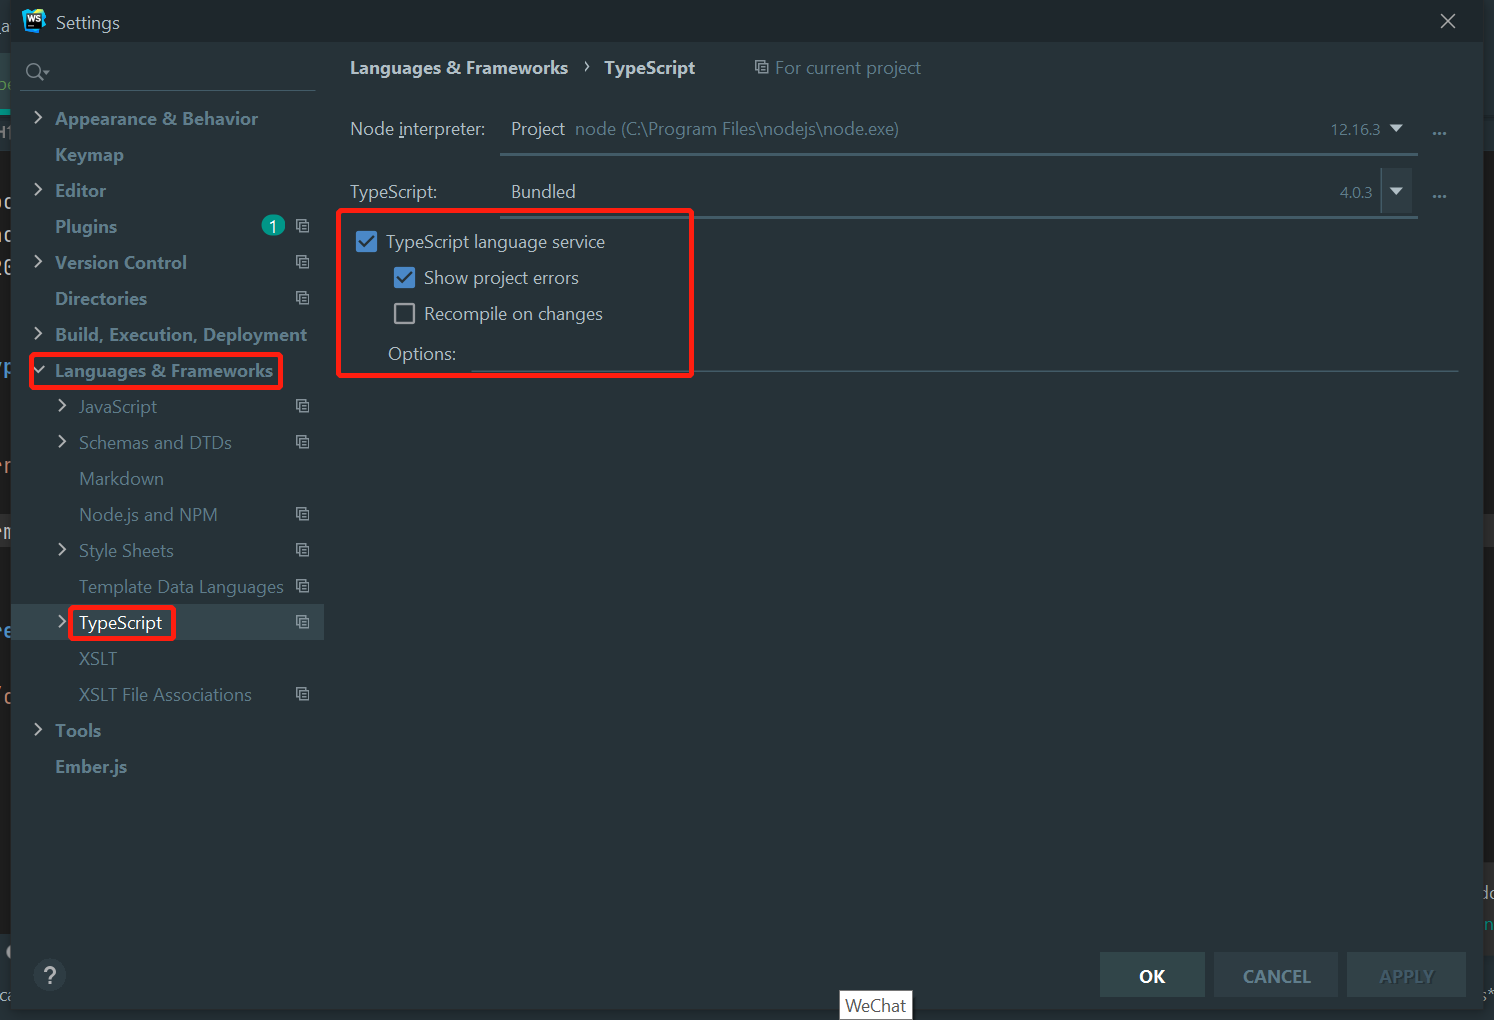 WS Settings
Languages & Frameworks › TypeScript For current project
Appearance & Behavior
Keymap
Editor
Plugins 1
Version Control
Directories
Build, Execution, Deployment
Languages & Frameworks
JavaScript
Schemas and DTDs
Markdown
Node.js and NPM
Style Sheets
Template Data Languages
TypeScript
XSLT
XSLT File Associations
Tools
Ember.js
Node interpreter: Project node (C:\Program Files\nodejs\node.exe) 12.16.3 ...
TypeScript: Bundled 4.0.3 ...
TypeScript language service
Show project errors
Recompile on changes
Options:
?
OK CANCEL APPLY
WeChat